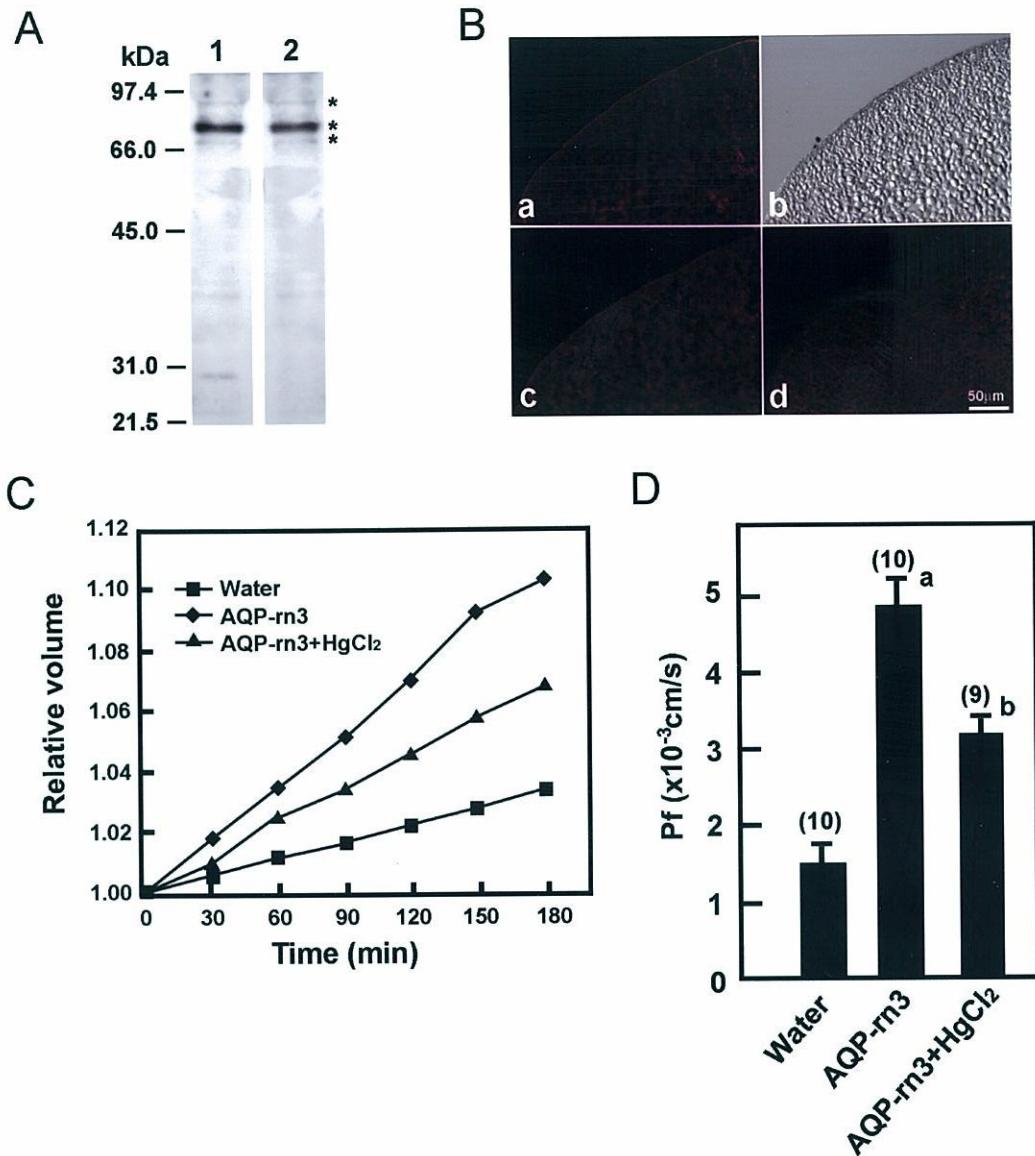 A
kDa
1 2
97.4
*
*
*
66.0
45.0
31.0
21.5
B
a
b
c
d
50μm
C
Relative volume
1.12
1.10
1.08
1.06
1.04
1.02
1.00
Water
AQP-rn3
AQP-rn3+HgCl₂
0 30 60 90 120 150 180
Time (min)
D
Pf (x10⁻³cm/s)
5
4
3
2
1
0
(10)
(10) a
(9) b
Water
AQP-rn3
AQP-rn3+HgCl₂